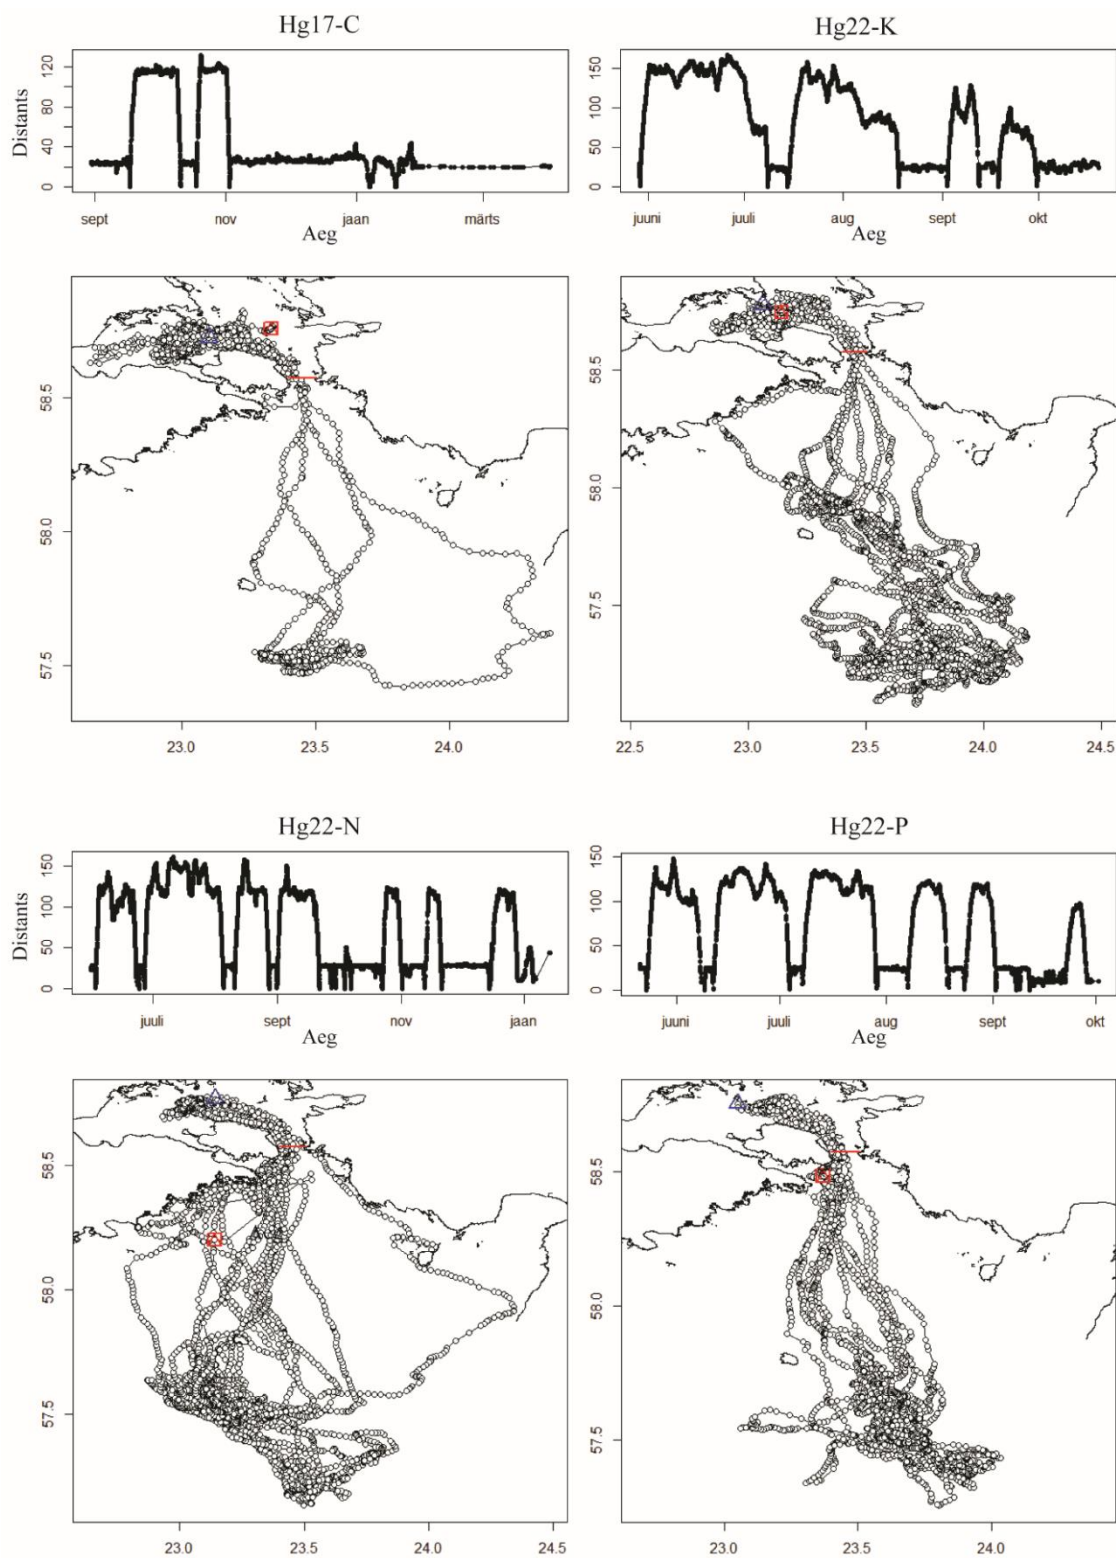 Hg17-C
Distants
0 40 80 120
sept nov jaan märts
Aeg
Hg22-K
0 50 100 150
juuni juuli aug sept okt
Aeg
57.5 58.0 58.5
23.0 23.5 24.0
57.5 58.0 58.5
22.5 23.0 23.5 24.0 24.5
Hg22-N
Distants
0 50 100 150
juuli sept nov jaan
Aeg
Hg22-P
0 50 100 150
juuni juuli aug sept okt
Aeg
57.5 58.0 58.5
23.0 23.5 24.0 24.5
57.5 58.0 58.5
23.0 23.5 24.0